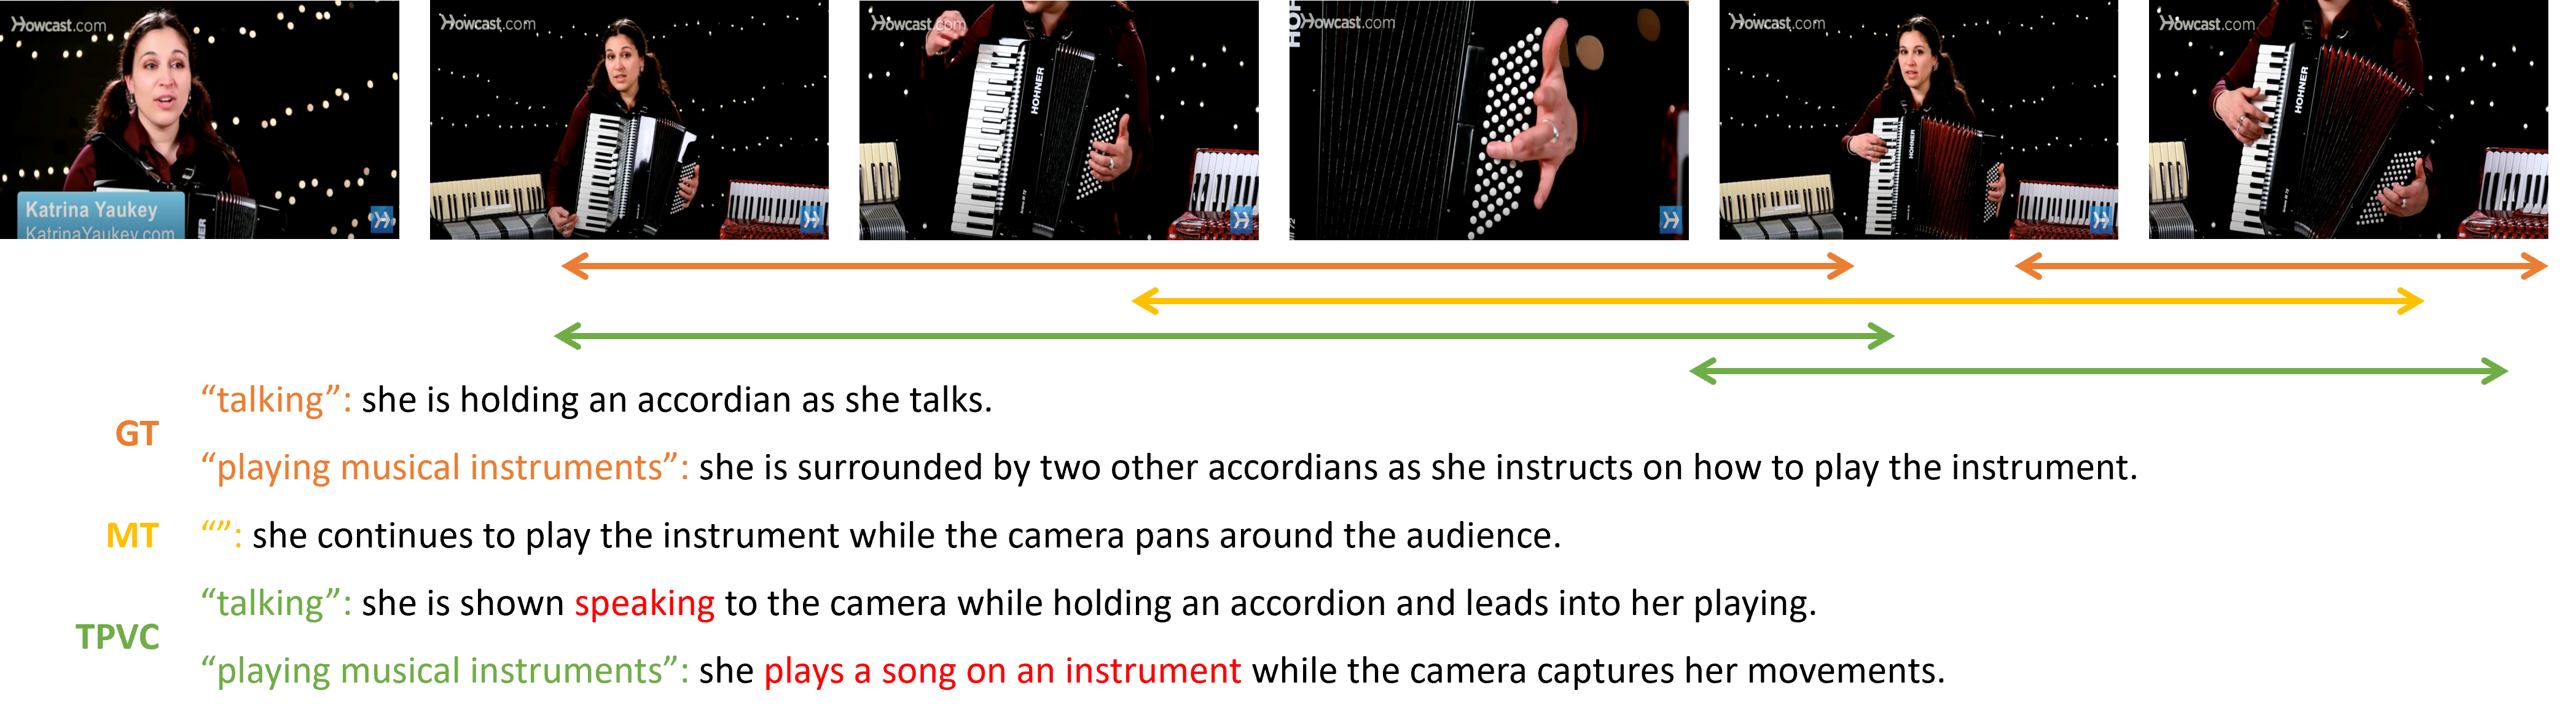 Howcast.com
Katrina Yaukey
KatrinaYaukey.com
Howcast.com
Howcast.com
HOHNER
Howcast.com
Howcast.com
HOHNER
Howcast.com
HOHNER
GT
“talking”: she is holding an accordian as she talks.
“playing musical instruments”: she is surrounded by two other accordians as she instructs on how to play the instrument.
MT
“”: she continues to play the instrument while the camera pans around the audience.
TPVC
“talking”: she is shown speaking to the camera while holding an accordion and leads into her playing.
“playing musical instruments”: she plays a song on an instrument while the camera captures her movements.